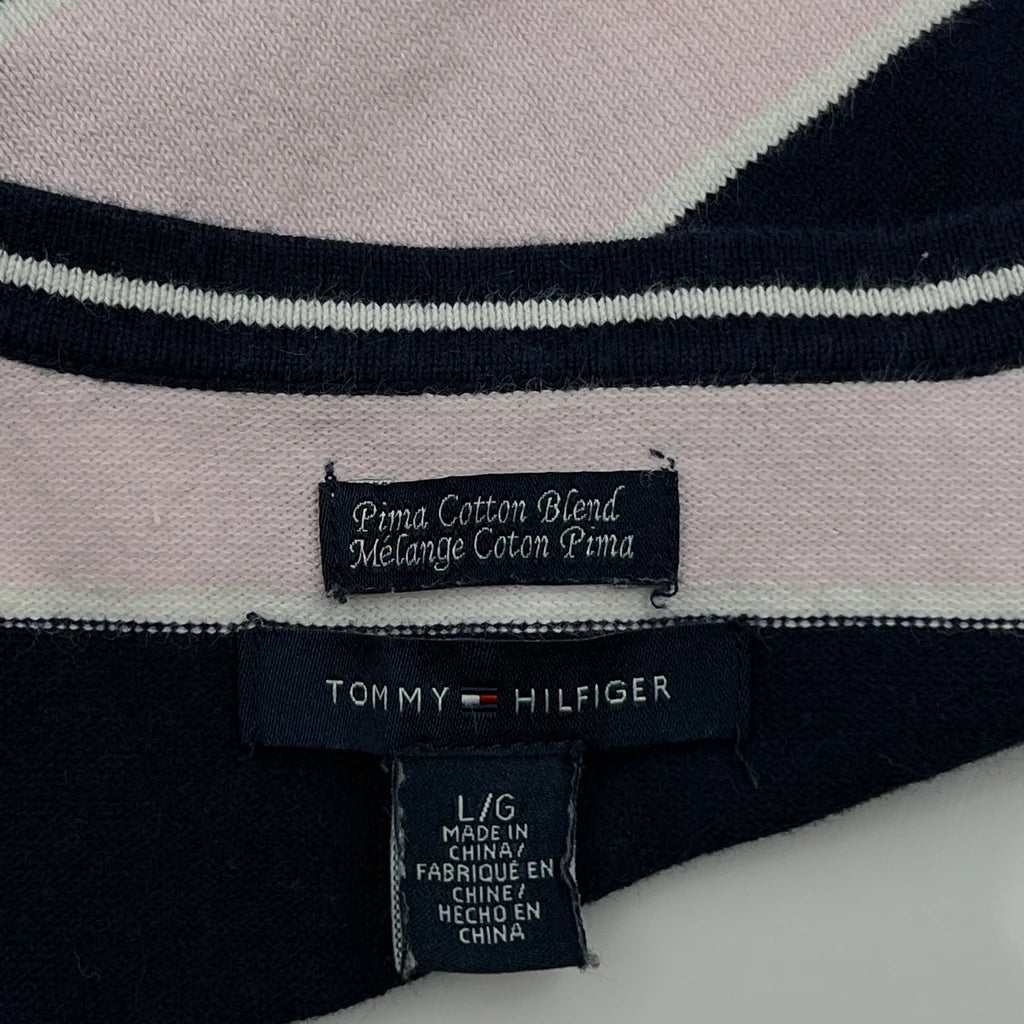 Pima Cotton Blend
Mélange Coton Pima
TOMMY HILFIGER
L/G
MADE IN
CHINA/
FABRIQUÉ EN
CHINE/
HECHO EN
CHINA